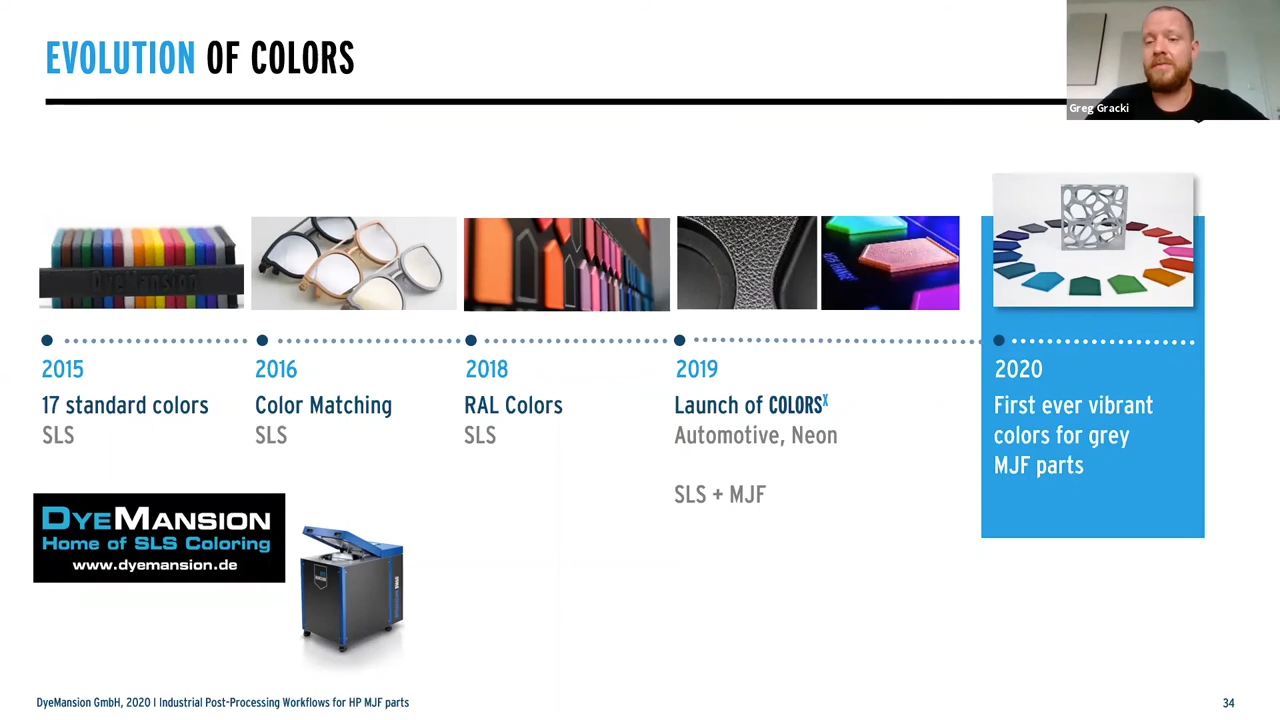 EVOLUTION OF COLORS
Greg Gracki
DyeMansion
2015
17 standard colors
SLS
2016
Color Matching
SLS
2018
RAL Colors
SLS
2019
Launch of COLORSX
Automotive, Neon
SLS + MJF
2020
First ever vibrant
colors for grey
MJF parts
DYEMANSION
Home of SLS Coloring
www.dyemansion.de
DyeMansion GmbH, 2020 I Industrial Post-Processing Workflows for HP MJF parts
34